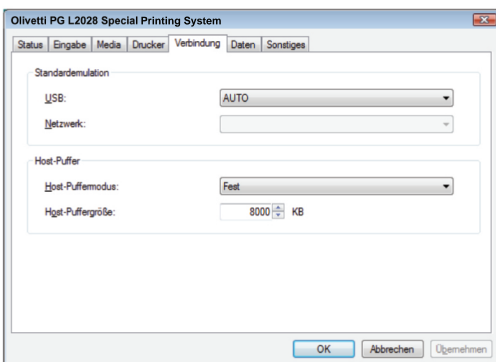 Olivetti PG L2028 Special Printing System
Status Eingabe Media Drucker Verbindung Daten Sonstiges
Standardemulation
USB: AUTO
Netzwerk:
Host-Puffer
Host-Puffermodus: Fest
Host-Puffergröße: 8000 KB
OK Abbrechen Übernehmen